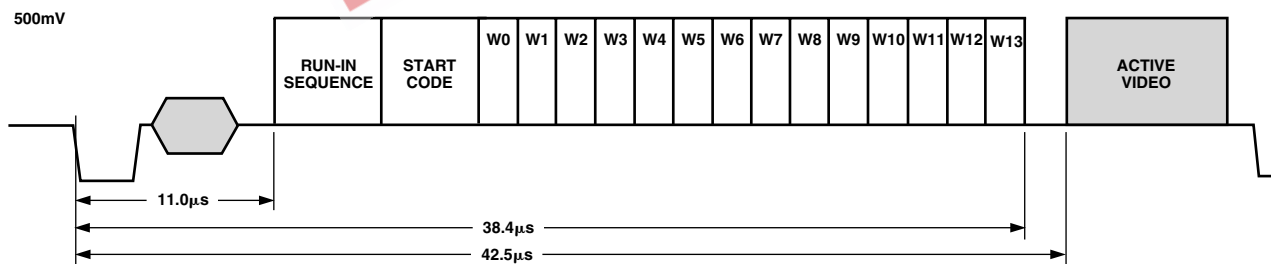 500mV
RUN-IN
SEQUENCE
START
CODE
W0 W1 W2 W3 W4 W5 W6 W7 W8 W9 W10 W11 W12 W13
ACTIVE
VIDEO
11.0µs
38.4µs
42.5µs